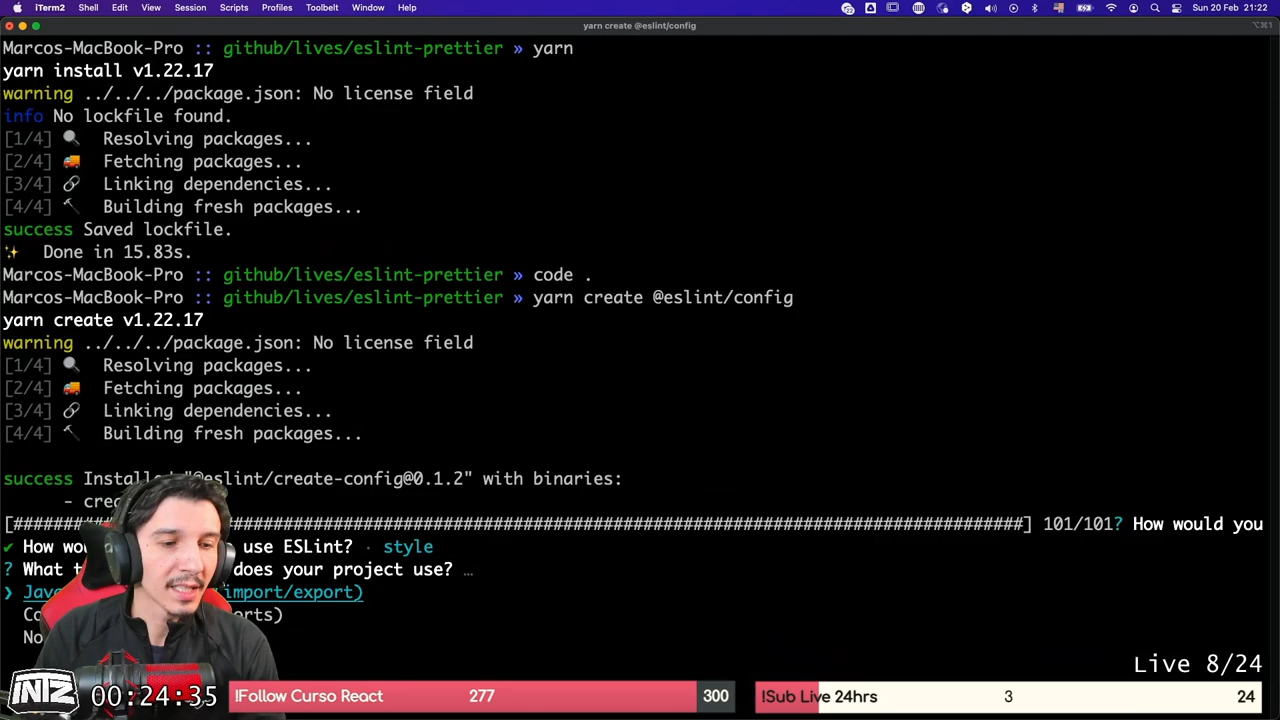 iTerm2 Shell Edit View Session Scripts Profiles Toolbelt Window Help Sun 20 Feb 21:22
yarn create @eslint/config ⌥⌘1
Marcos-MacBook-Pro :: github/lives/eslint-prettier » yarn
yarn install v1.22.17
warning ../../../package.json: No license field
info No lockfile found.
[1/4] 🔍 Resolving packages...
[2/4] 🚚 Fetching packages...
[3/4] 🔗 Linking dependencies...
[4/4] 🔨 Building fresh packages...
success Saved lockfile.
✨ Done in 15.83s.
Marcos-MacBook-Pro :: github/lives/eslint-prettier » code .
Marcos-MacBook-Pro :: github/lives/eslint-prettier » yarn create @eslint/config
yarn create v1.22.17
warning ../../../package.json: No license field
[1/4] 🔍 Resolving packages...
[2/4] 🚚 Fetching packages...
[3/4] 🔗 Linking dependencies...
[4/4] 🔨 Building fresh packages...
success Installed "@eslint/create-config@0.1.2" with binaries:
- crea
[####################################################################################################] 101/101? How would you
✔ How wou use ESLint? · style
? What t does your project use? …
❯ Java import/export)
Co orts)
No
Live 8/24
INTZ 00:24:35 !Follow Curso React 277 300 !Sub Live 24hrs 3 24